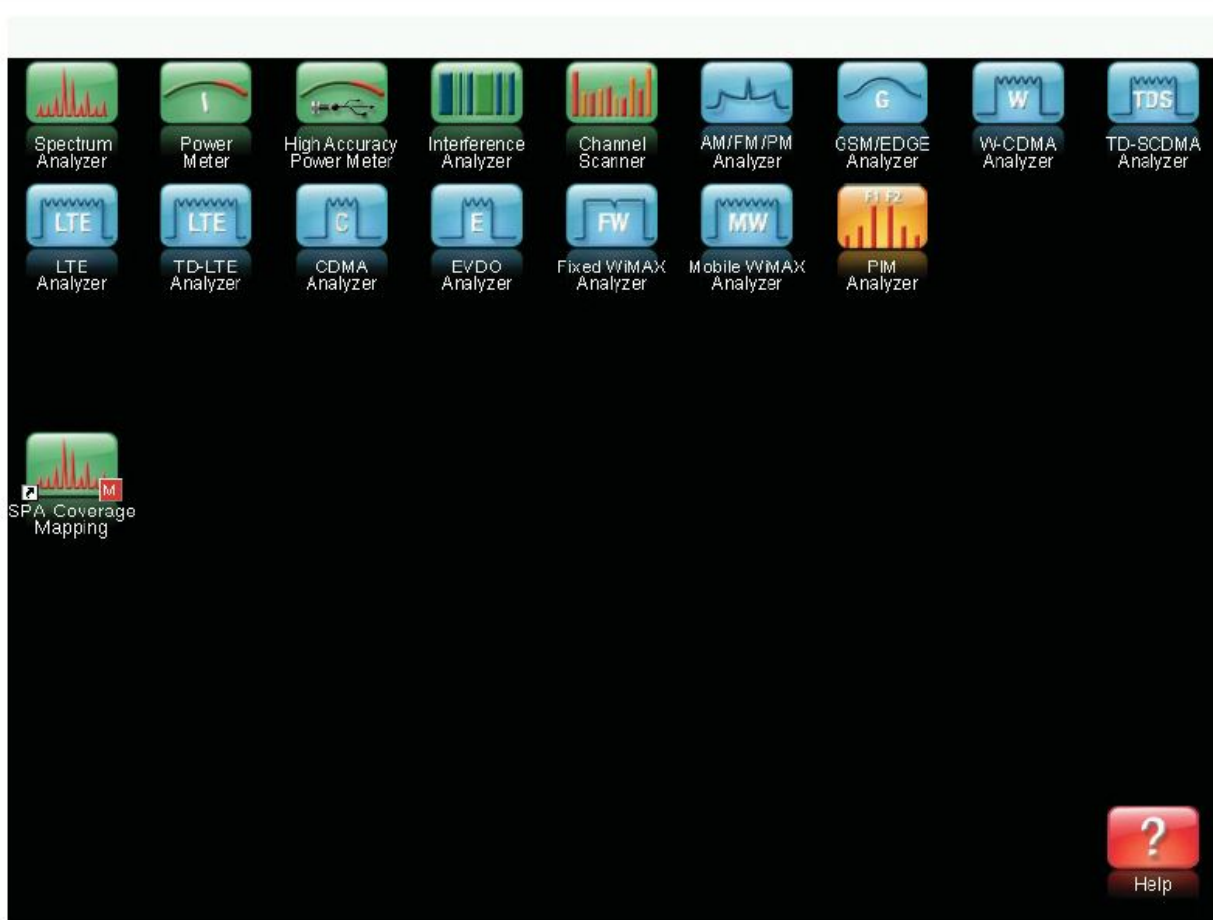 Spectrum
Analyzer
Power
Meter
High Accuracy
Power Meter
Interference
Analyzer
Channel
Scanner
AM/FM/PM
Analyzer
G
GSM/EDGE
Analyzer
W
W-CDMA
Analyzer
TDS
TD-SCDMA
Analyzer
LTE
LTE
Analyzer
LTE
TD-LTE
Analyzer
C
CDMA
Analyzer
E
EVDO
Analyzer
FW
Fixed WiMAX
Analyzer
MW
Mobile WiMAX
Analyzer
F1 F2
PIM
Analyzer
M
SPA Coverage
Mapping
?
Help